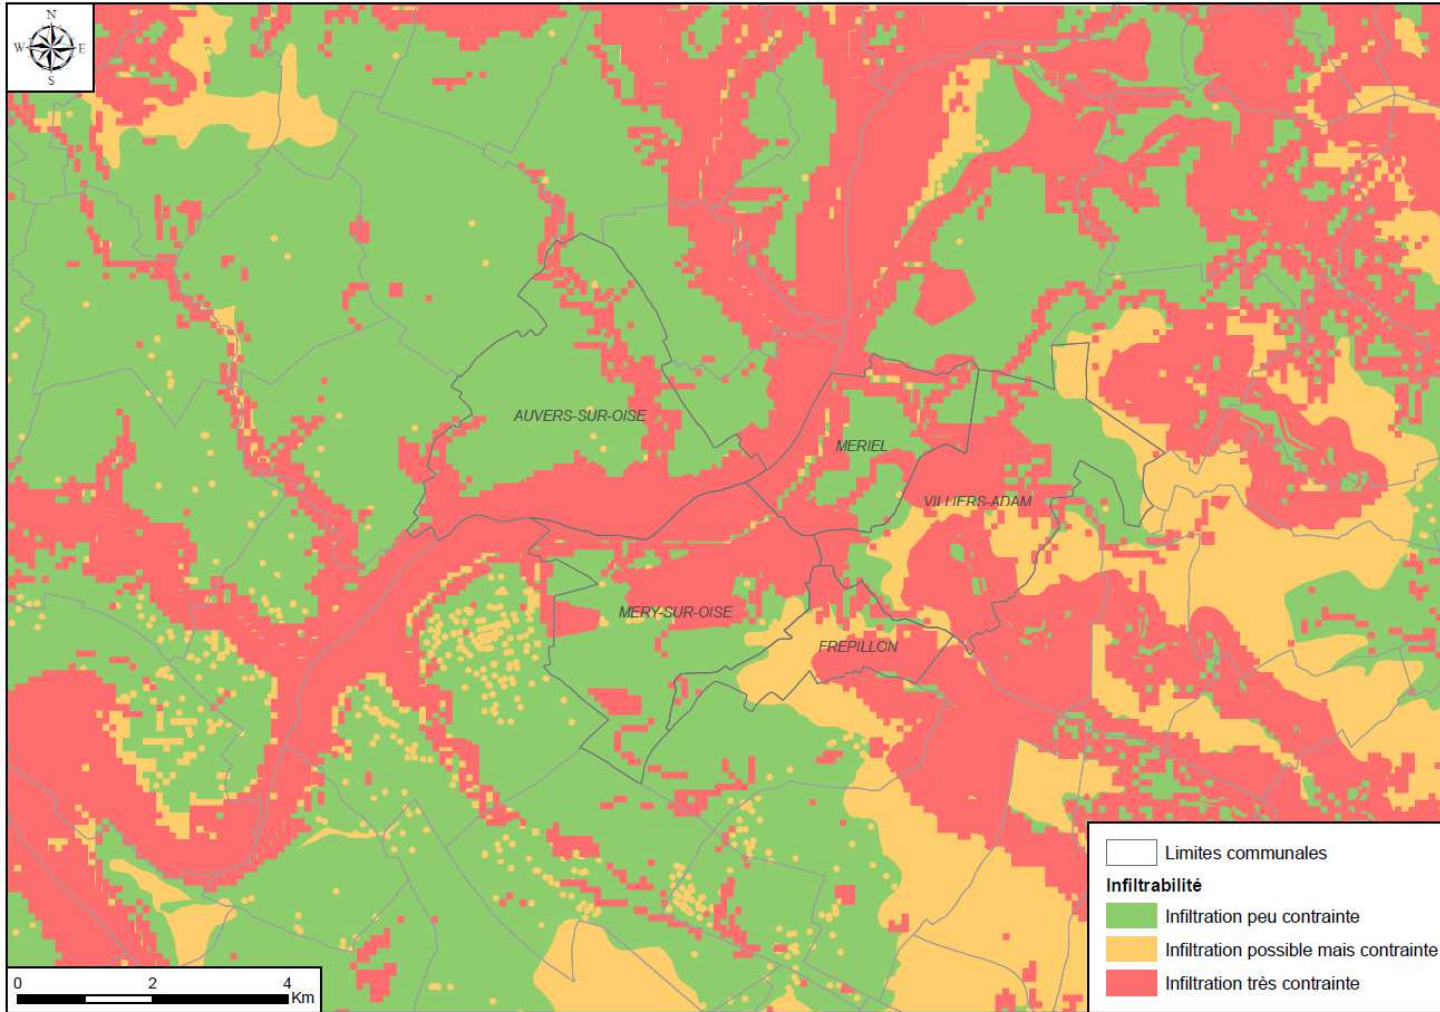 N
W E
S
AUVERS-SUR-OISE
MERIEL
VILLIERS-ADAM
MERY-SUR-OISE
FREPILLON
Limites communales
Infiltrabilité
Infiltration peu contrainte
Infiltration possible mais contrainte
Infiltration très contrainte
0 2 4
Km